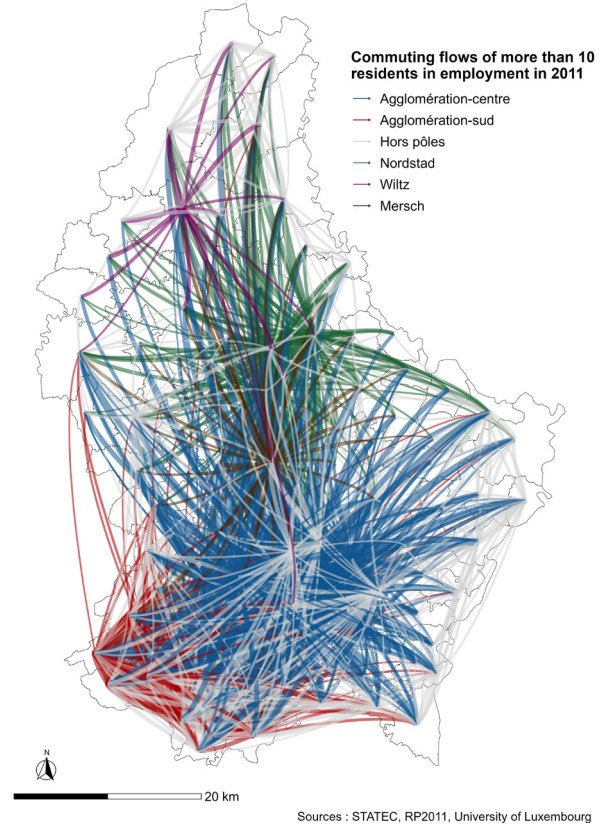 Commuting flows of more than 10
residents in employment in 2011
Agglomération-centre
Agglomération-sud
Hors pôles
Nordstad
Wiltz
Mersch
N
20 km
Sources : STATEC, RP2011, University of Luxembourg